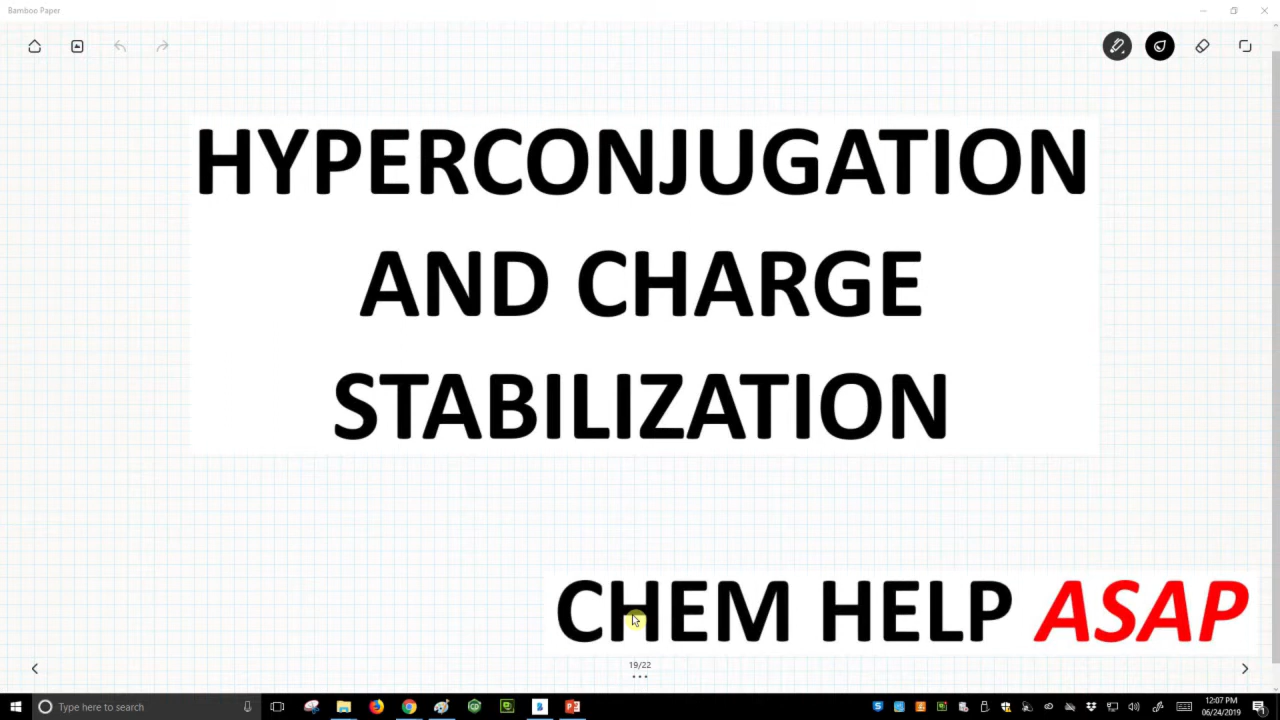 Bamboo Paper
HYPERCONJUGATION
AND CHARGE
STABILIZATION
CHEM HELP ASAP
19/22
Type here to search
12:07 PM
06/24/2019